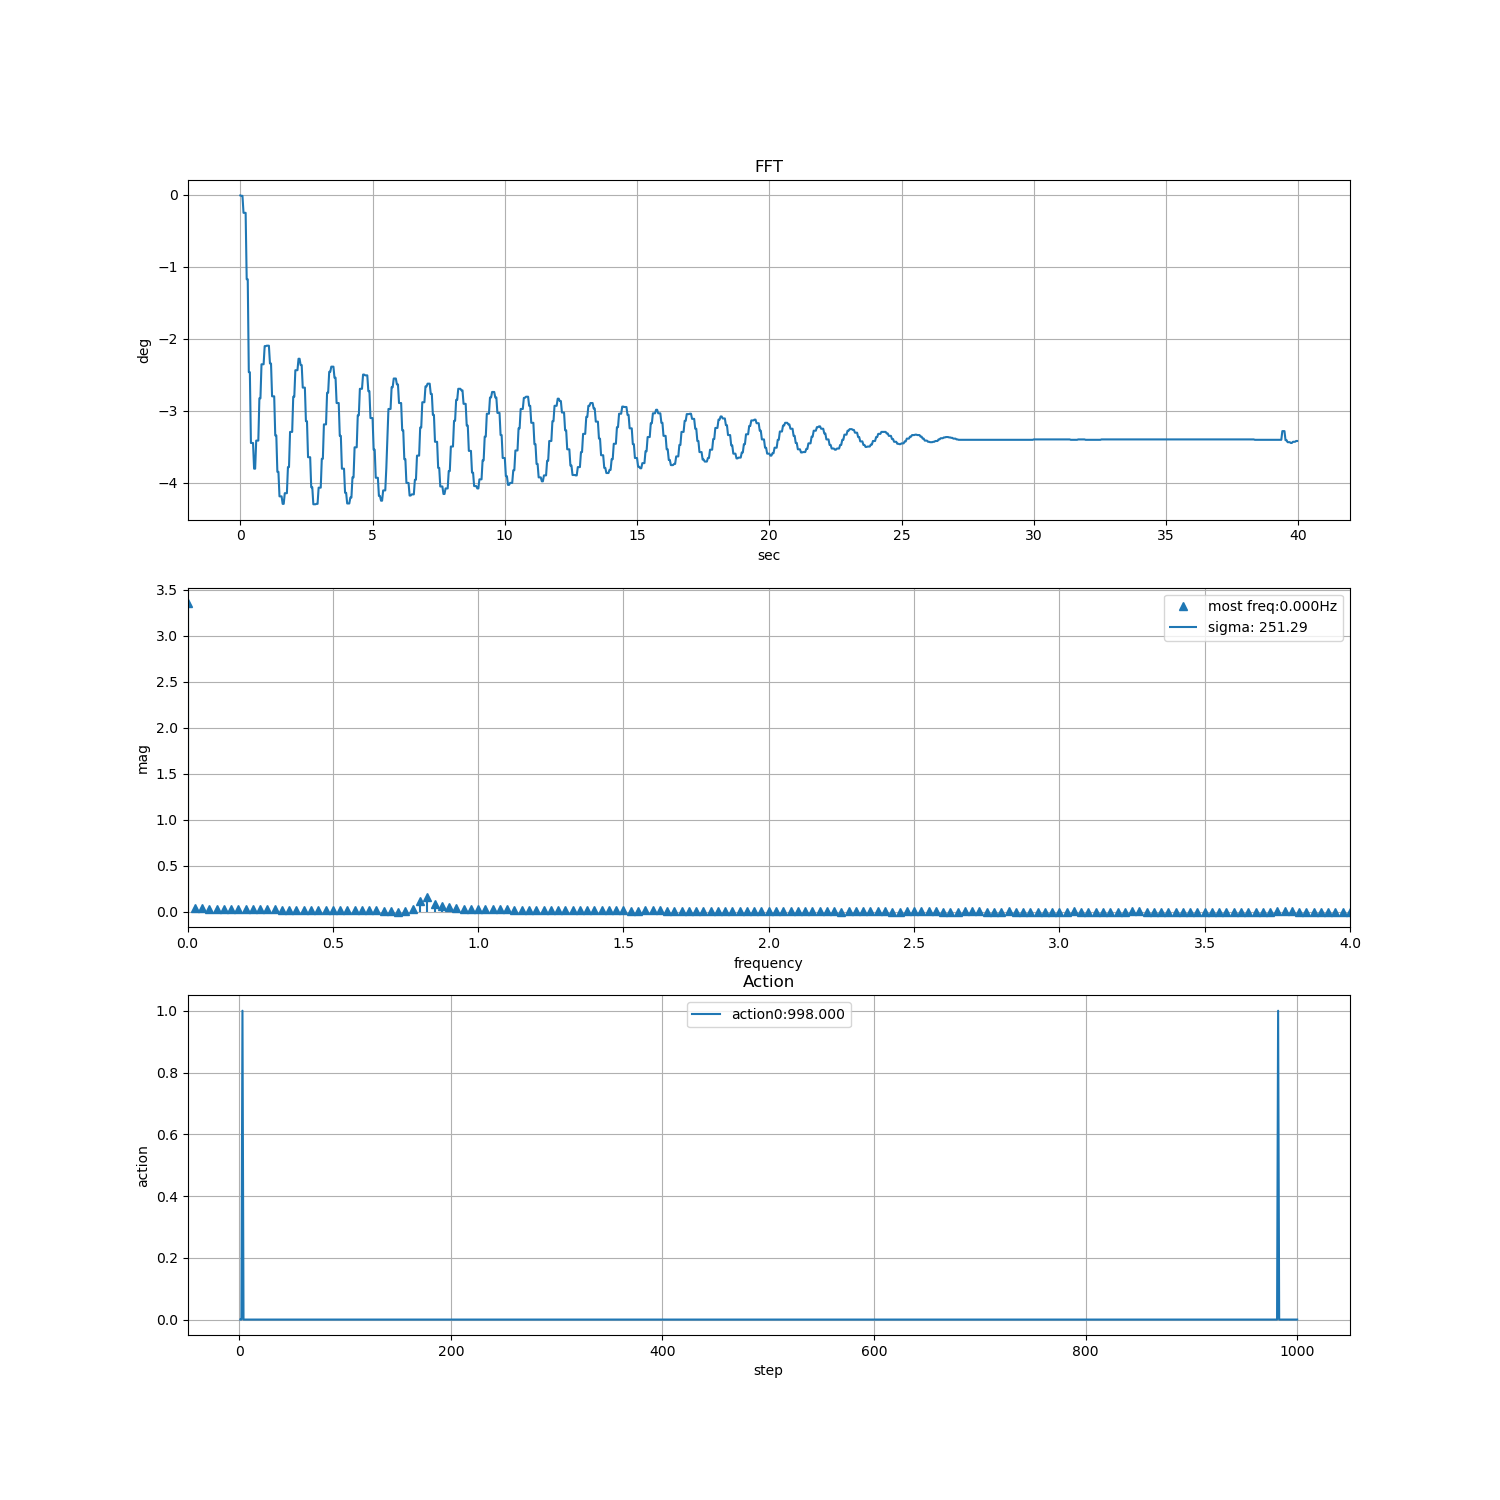 FFT
0
−1
−2
−3
−4
deg
0 5 10 15 20 25 30 35 40
sec
3.5
3.0
2.5
2.0
1.5
1.0
0.5
0.0
mag
most freq:0.000Hz
sigma: 251.29
0.0 0.5 1.0 1.5 2.0 2.5 3.0 3.5 4.0
frequency
Action
1.0
0.8
0.6
0.4
0.2
0.0
action
action0:998.000
0 200 400 600 800 1000
step